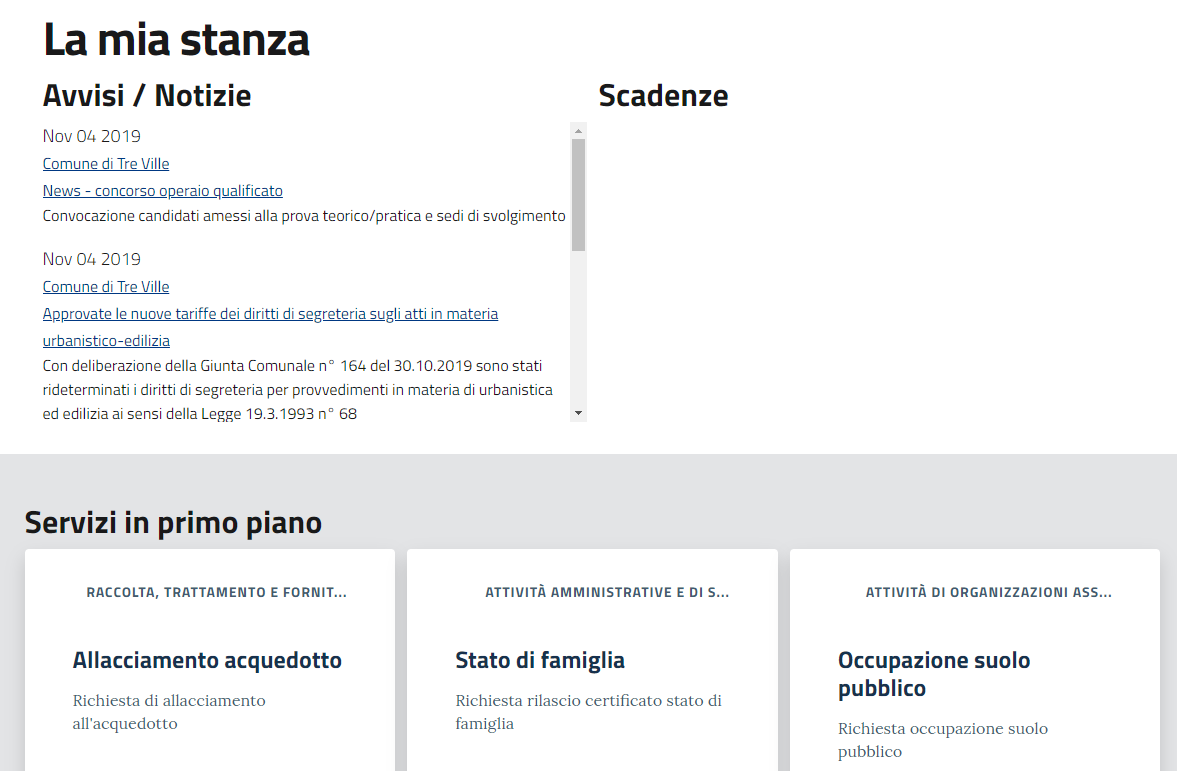 La mia stanza
Avvisi / Notizie
Nov 04 2019
Comune di Tre Ville
News - concorso operaio qualificato
Convocazione candidati amessi alla prova teorico/pratica e sedi di svolgimento
Nov 04 2019
Comune di Tre Ville
Approvate le nuove tariffe dei diritti di segreteria sugli atti in materia
urbanistico-edilizia
Con deliberazione della Giunta Comunale n° 164 del 30.10.2019 sono stati
rideterminati i diritti di segreteria per provvedimenti in materia di urbanistica
ed edilizia ai sensi della Legge 19.3.1993 n° 68
Scadenze
Servizi in primo piano
RACCOLTA, TRATTAMENTO E FORNIT...
Allacciamento acquedotto
Richiesta di allacciamento
all'acquedotto
ATTIVITÀ AMMINISTRATIVE E DI S...
Stato di famiglia
Richiesta rilascio certificato stato di
famiglia
ATTIVITÀ DI ORGANIZZAZIONI ASS...
Occupazione suolo
pubblico
Richiesta occupazione suolo
pubblico